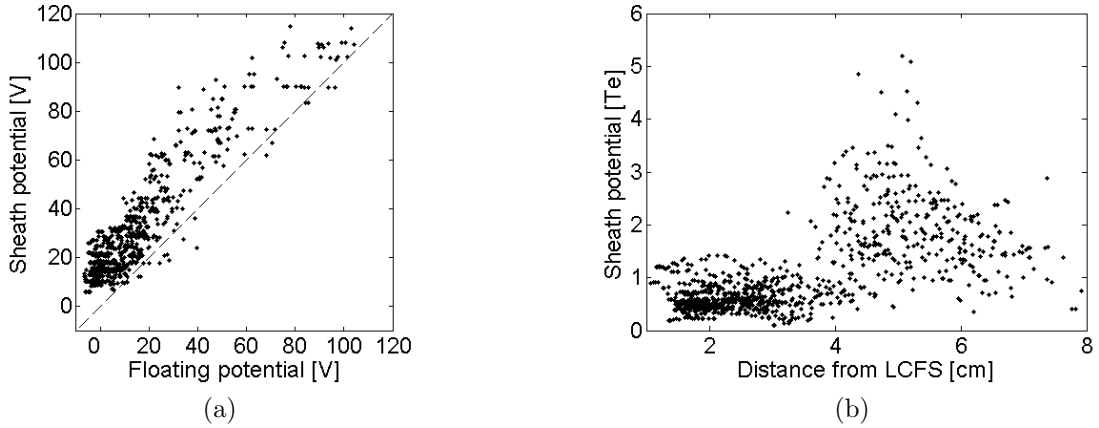 120
100
80
60
40
20
0
Sheath potential [V]
0 20 40 60 80 100 120
Floating potential [V]
(a)
6
5
4
3
2
1
0
Sheath potential [Te]
2 4 6 8
Distance from LCFS [cm]
(b)